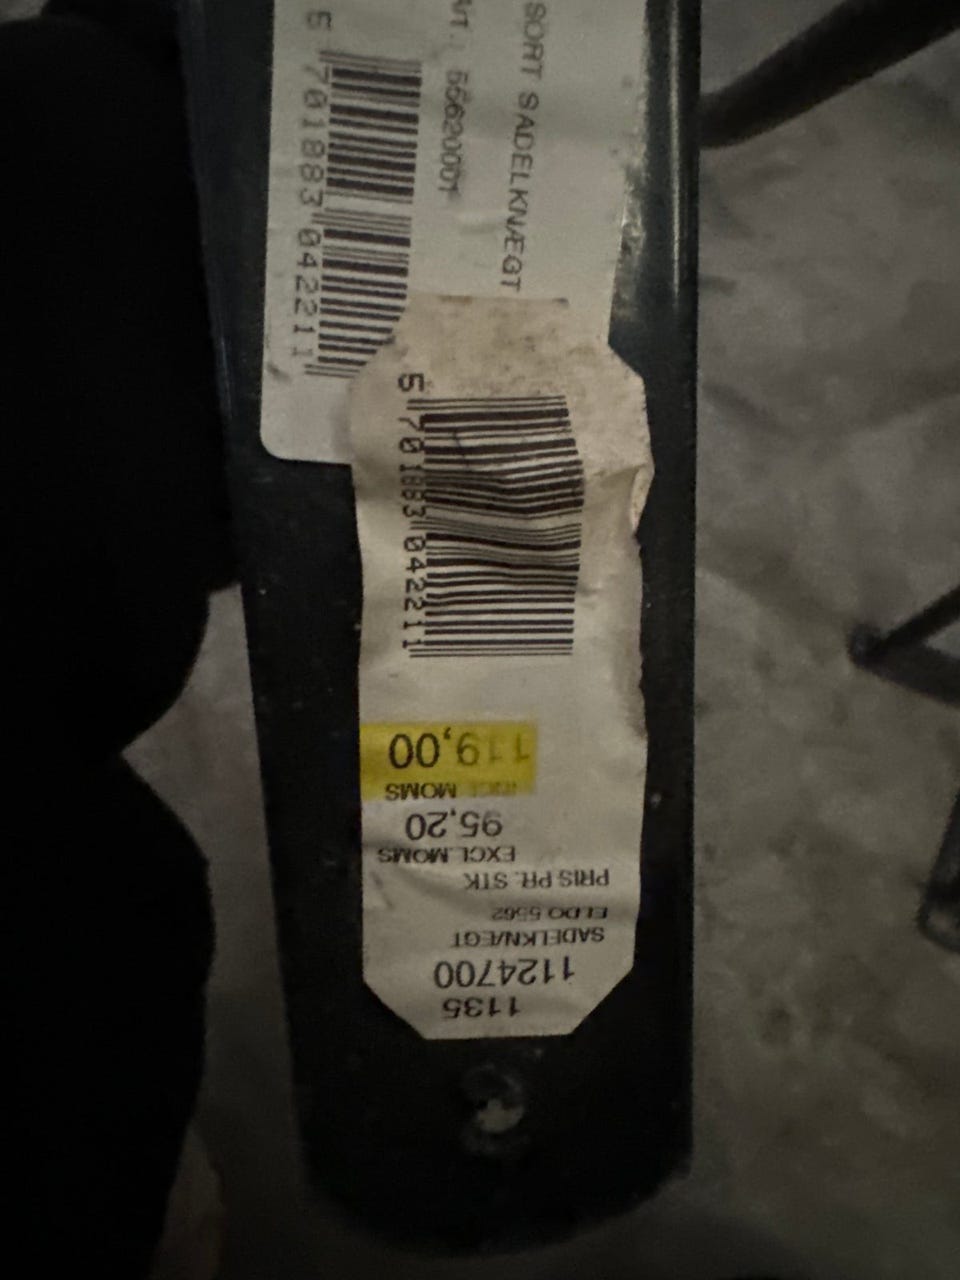 SORT SADELKNÆGT
Art. 55620001
5 701883 042211
5 701883 042211
119,00
INCL MOMS
95,20
EXCL.MOMS
PRIS PR. STK
ELDO 5562
SADELKNÆGT
1124700
1135